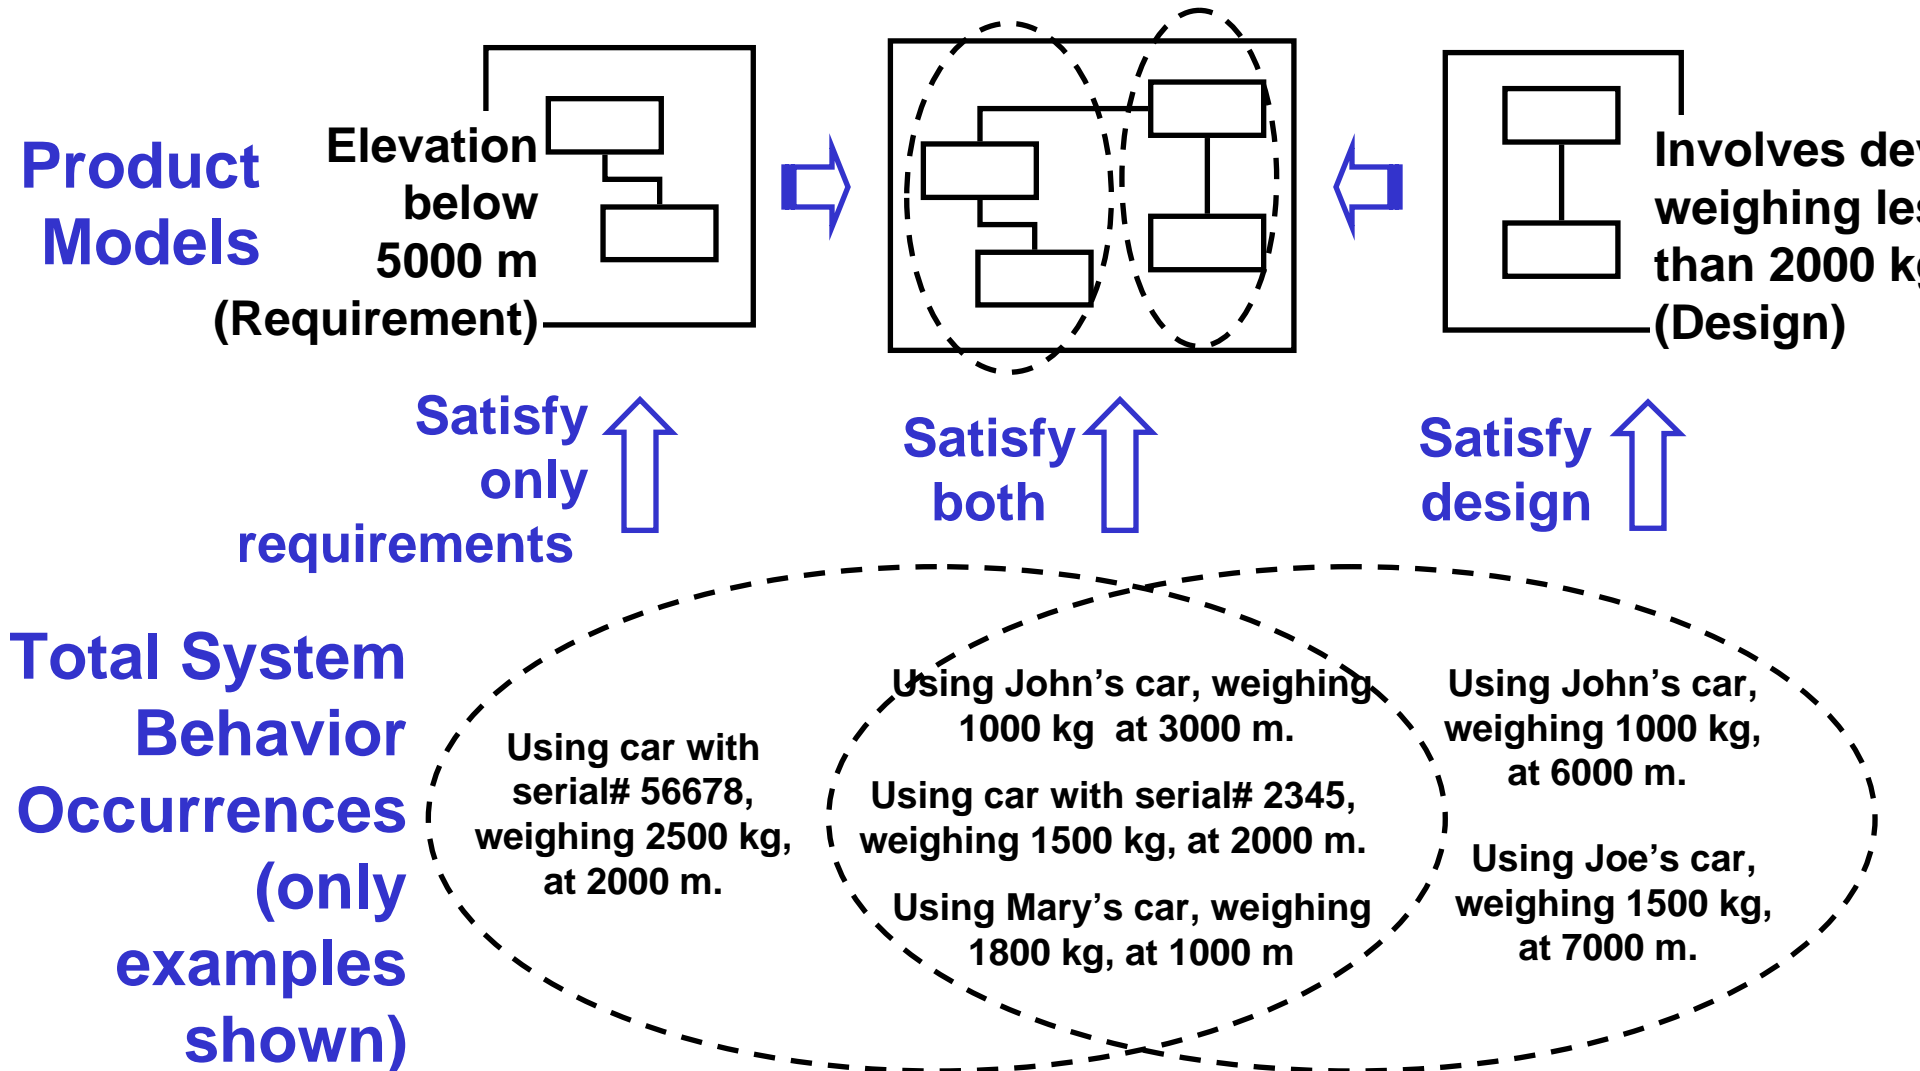 Product
Models
Elevation
below
5000 m
(Requirement)
Involves
weighing
than 2000
(Design)
Satisfy
only
requirements
Satisfy
both
Satisfy
design
Total System
Behavior
Occurrences
(only
examples
shown)
Using car with
serial# 56678,
weighing 2500 kg,
at 2000 m.
Using John’s car, weighing
1000 kg at 3000 m.
Using car with serial# 2345,
weighing 1500 kg, at 2000 m.
Using Mary’s car, weighing
1800 kg, at 1000 m
Using John’s car,
weighing 1000 kg,
at 6000 m.
Using Joe’s car,
weighing 1500 kg,
at 7000 m.